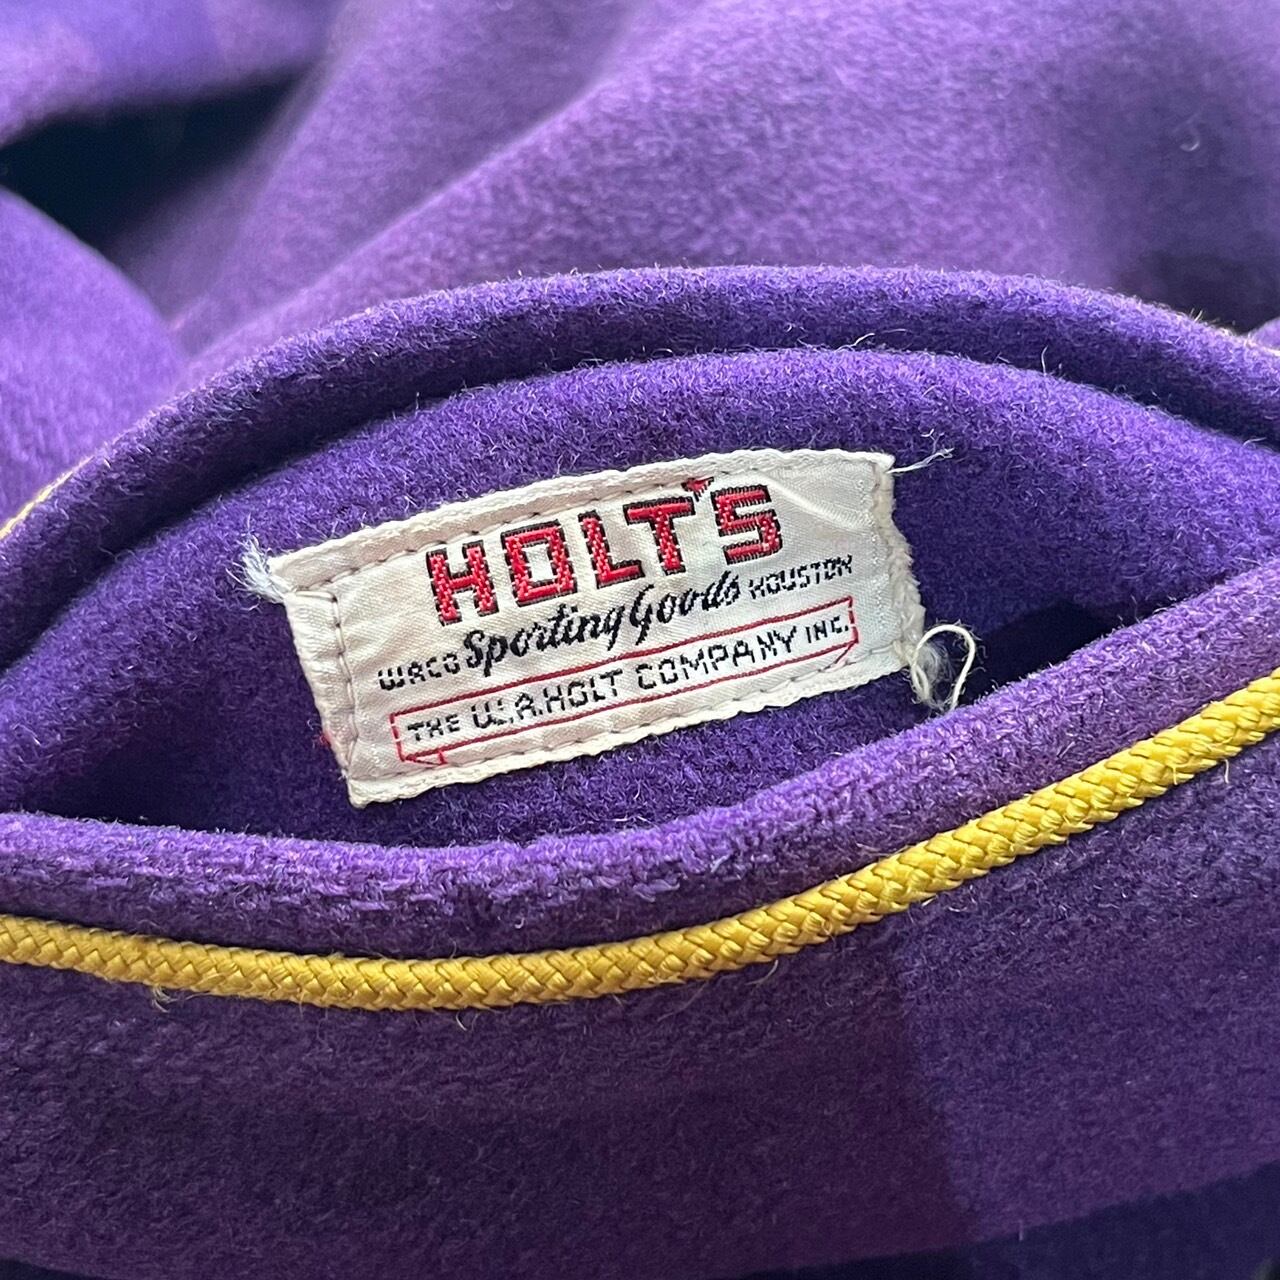 HOLT'S
WACO Sporting Goods HOUSTON
THE W.A. HOLT COMPANY INC.